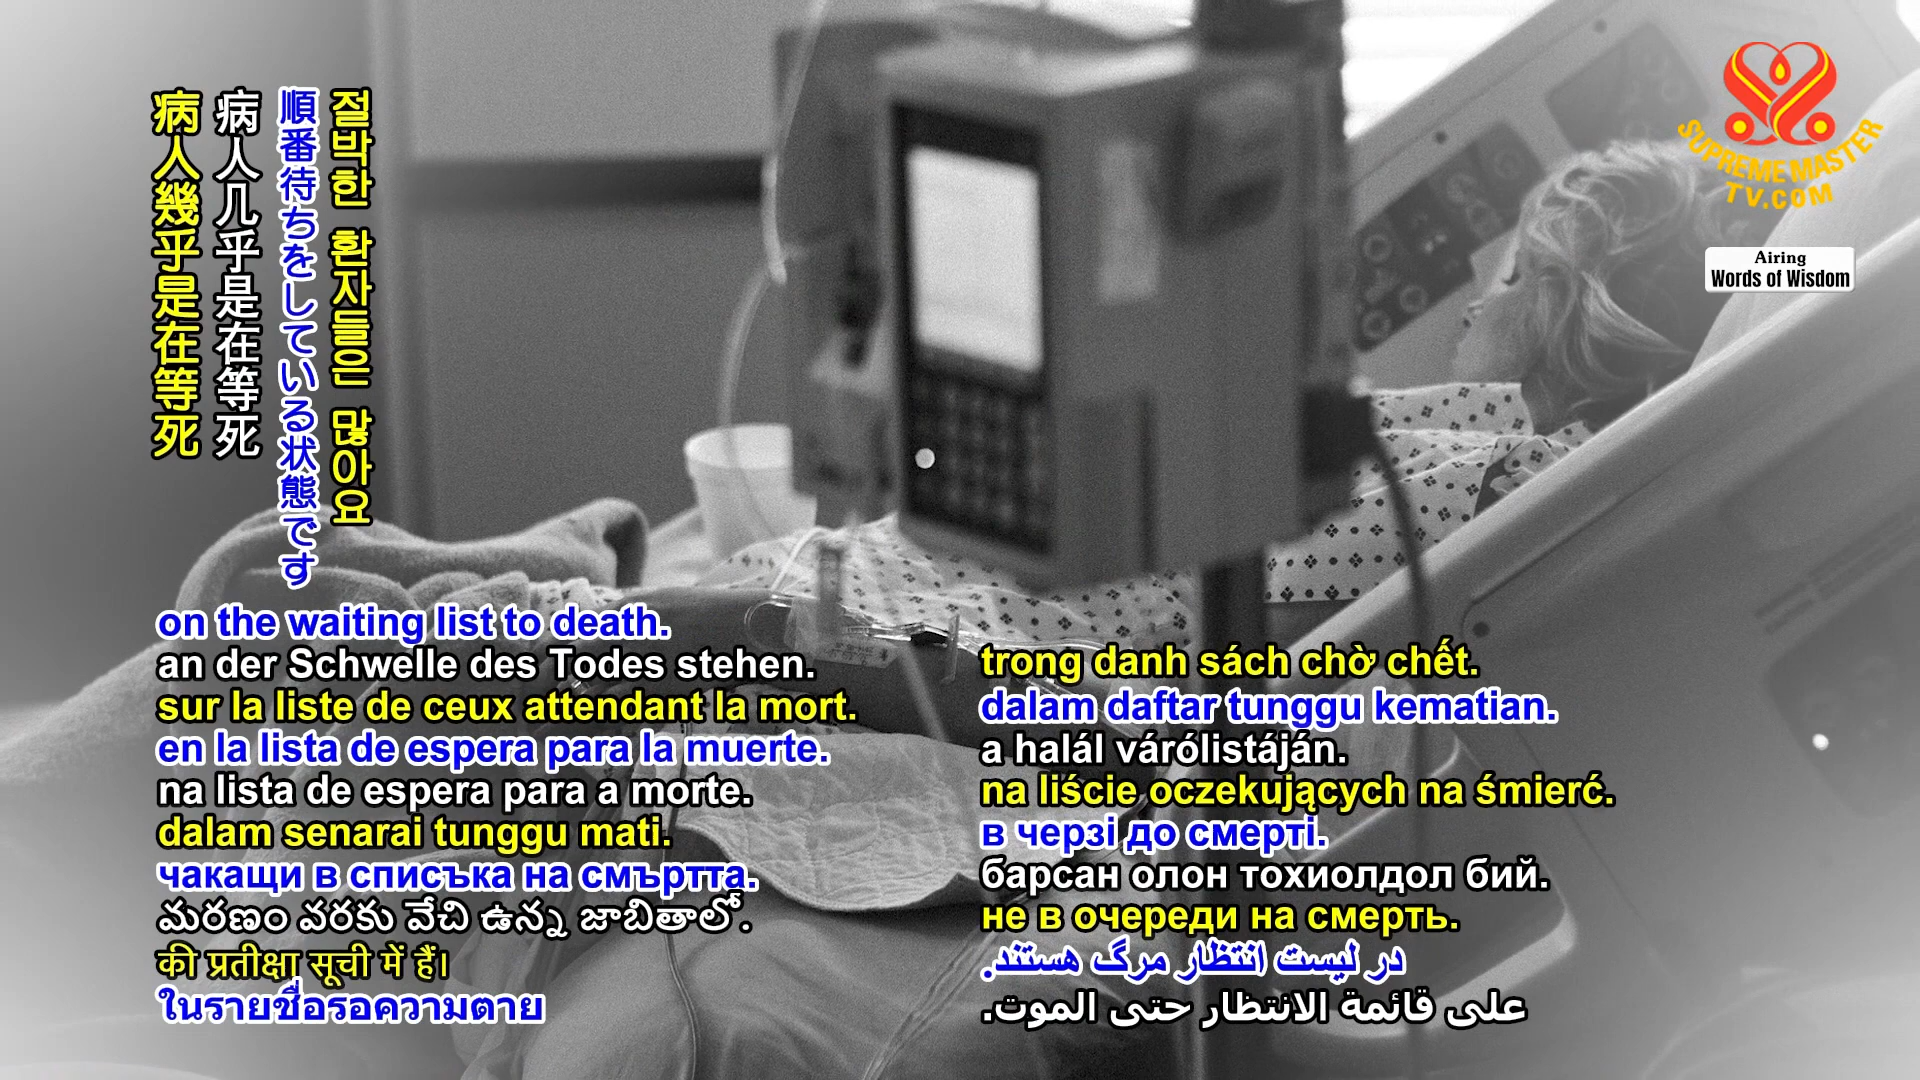 病人幾乎是在等死
病人几乎是在等死
順番待ちをしている状態です
절박한 환자들은 많아요
on the waiting list to death.
an der Schwelle des Todes stehen.
sur la liste de ceux attendant la mort.
en la lista de espera para la muerte.
na lista de espera para a morte.
dalam senarai tunggu mati.
чакащи в списъка на смъртта.
మరణం వరకు వేచి ఉన్న జాబితాలో.
की प्रतीक्षा सूची में हैं।
ในรายชื่อรอความตาย
trong danh sách chờ chết.
dalam daftar tunggu kematian.
a halál várólistáján.
na liście oczekujących na śmierć.
в черзі до смерті.
барсан олон тохиолдол бий.
не в очереди на смерть.
در لیست انتظار مرگ هستند.
على قائمة الانتظار حتى الموت.
SUPREME MASTER
TV.COM
Airing
Words of Wisdom